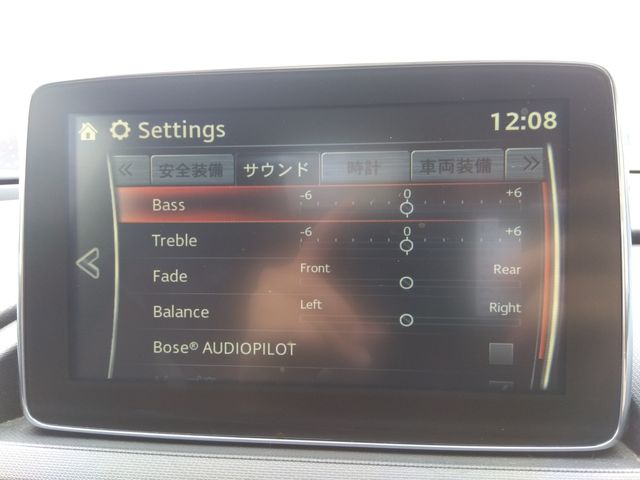 Settings
12:08
安全装備 サウンド 時計 車両装備
Bass -6 0 +6
Treble -6 0 +6
Fade Front Rear
Balance Left Right
Bose® AUDIOPILOT